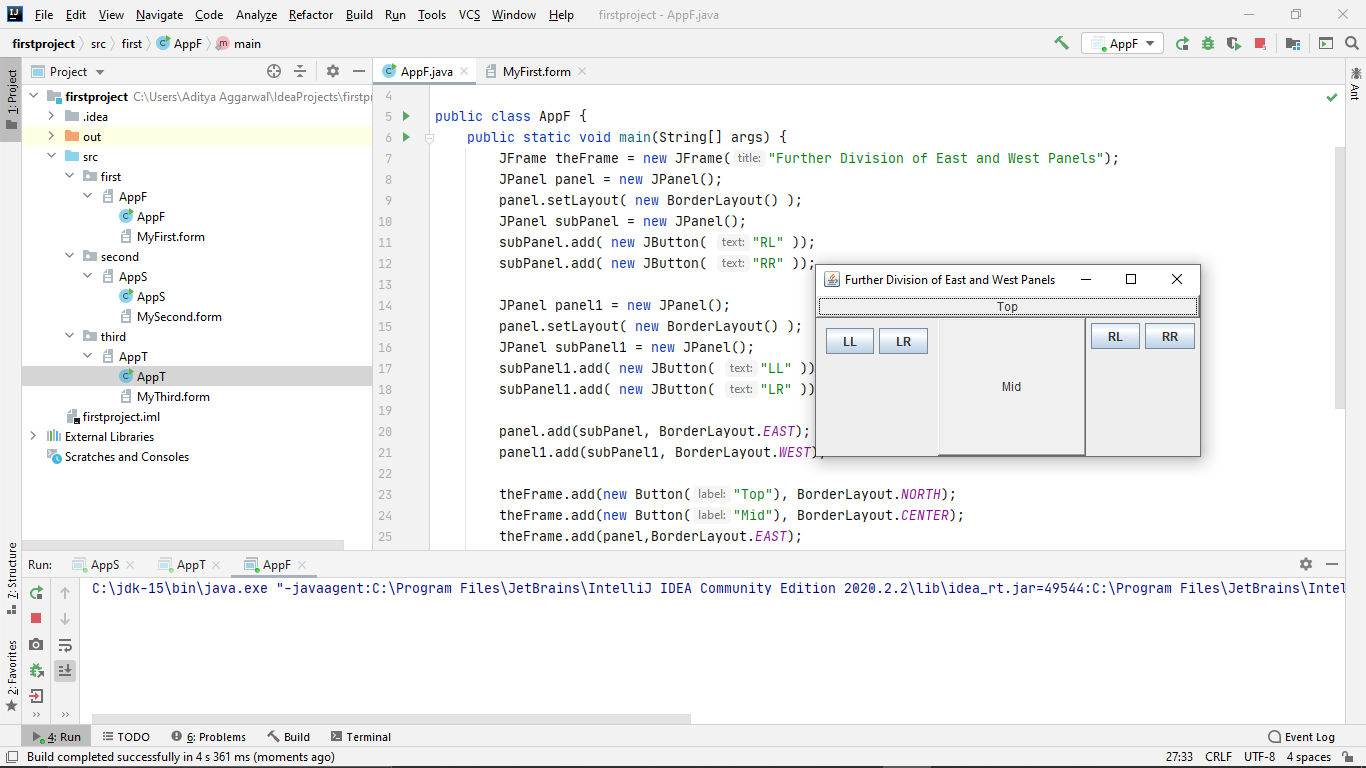 File Edit View Navigate Code Analyze Refactor Build Run Tools VCS Window Help firstproject - AppF.java
firstproject src first AppF main AppF
1: Project
Project
AppF.java MyFirst.form
Ant
firstproject C:\Users\Aditya Aggarwal\IdeaProjects\firstpr
.idea
out
src
first
AppF
AppF
MyFirst.form
second
AppS
AppS
MySecond.form
third
AppT
AppT
MyThird.form
firstproject.iml
External Libraries
Scratches and Consoles
4
5 public class AppF {
6 public static void main(String[] args) {
7 JFrame theFrame = new JFrame( title: "Further Division of East and West Panels");
8 JPanel panel = new JPanel();
9 panel.setLayout( new BorderLayout() );
10 JPanel subPanel = new JPanel();
11 subPanel.add( new JButton( text: "RL" ));
12 subPanel.add( new JButton( text: "RR" ));
13
14 JPanel panel1 = new JPanel();
15 panel.setLayout( new BorderLayout() );
16 JPanel subPanel1 = new JPanel();
17 subPanel1.add( new JButton( text: "LL" ))
18 subPanel1.add( new JButton( text: "LR" ))
19
20 panel.add(subPanel, BorderLayout.EAST);
21 panel1.add(subPanel1, BorderLayout.WEST);
22
23 theFrame.add(new Button( label: "Top"), BorderLayout.NORTH);
24 theFrame.add(new Button( label: "Mid"), BorderLayout.CENTER);
25 theFrame.add(panel,BorderLayout.EAST);
Further Division of East and West Panels
Top
LL LR Mid RL RR
7: Structure
2: Favorites
Run: AppS AppT AppF
C:\jdk-15\bin\java.exe "-javaagent:C:\Program Files\JetBrains\IntelliJ IDEA Community Edition 2020.2.2\lib\idea_rt.jar=49544:C:\Program Files\JetBrains\Intel
4: Run TODO 6: Problems Build Terminal Event Log
Build completed successfully in 4 s 361 ms (moments ago) 27:33 CRLF UTF-8 4 spaces